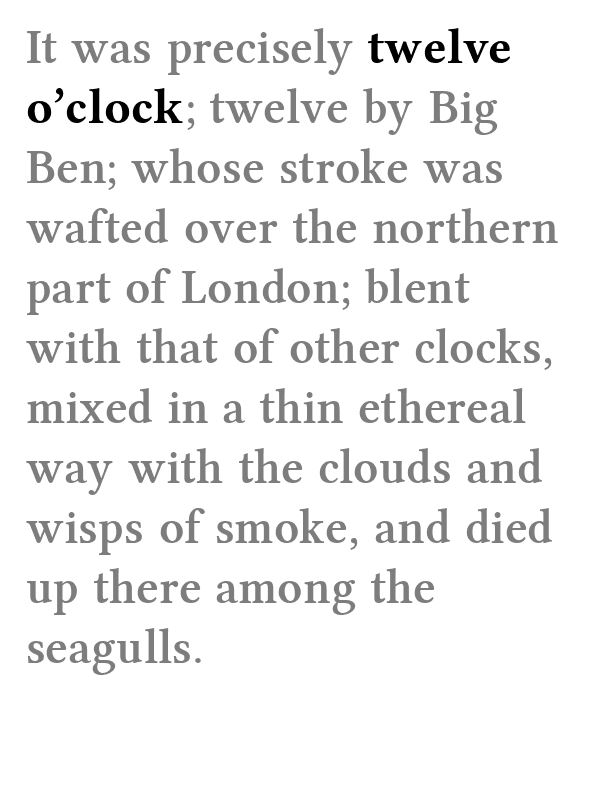 It was precisely twelve
o’clock; twelve by Big
Ben; whose stroke was
wafted over the northern
part of London; blent
with that of other clocks,
mixed in a thin ethereal
way with the clouds and
wisps of smoke, and died
up there among the
seagulls.